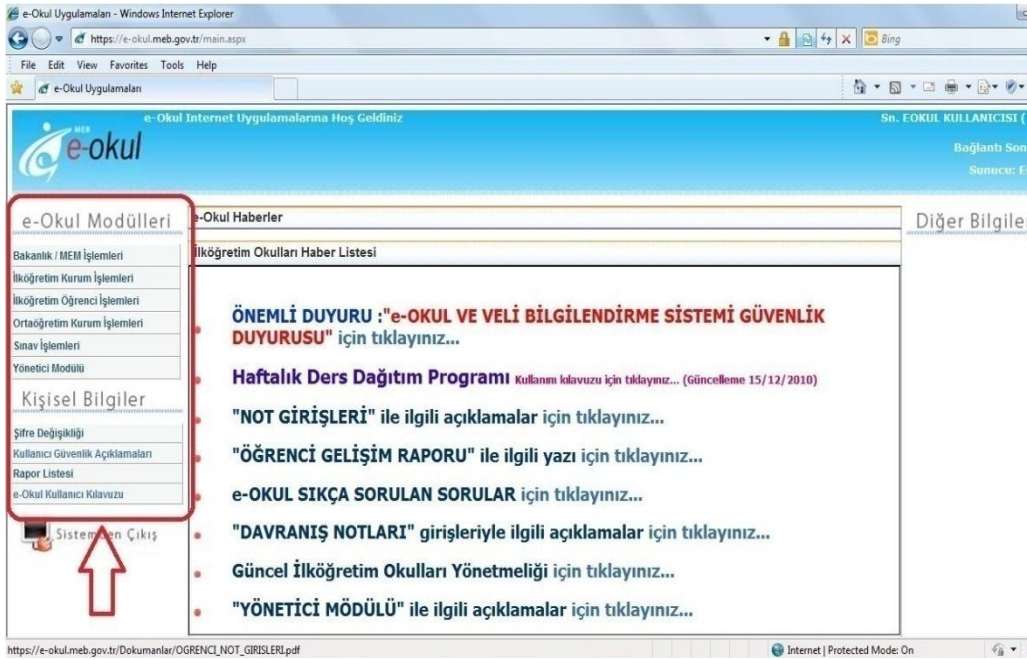 e-Okul Uygulamaları - Windows Internet Explorer
https://e-okul.meb.gov.tr/main.aspx
Bing
File Edit View Favorites Tools Help
e-Okul Uygulamaları
e-Okul Internet Uygulamalarına Hoş Geldiniz
Sn. EOKUL KULLANICISI (
MEB
e-okul
Bağlantı Son
Sunucu: E
e-Okul Modülleri
Bakanlık / MEM İşlemleri
İlköğretim Kurum İşlemleri
İlköğretim Öğrenci İşlemleri
Ortaöğretim Kurum İşlemleri
Sınav İşlemleri
Yönetici Modülü
Kişisel Bilgiler
Şifre Değişikliği
Kullanıcı Güvenlik Açıklamaları
Rapor Listesi
e-Okul Kullanıcı Kılavuzu
Sistemden Çıkış
e-Okul Haberler
İlköğretim Okulları Haber Listesi
ÖNEMLİ DUYURU :"e-OKUL VE VELİ BİLGİLENDİRME SİSTEMİ GÜVENLİK
DUYURUSU" için tıklayınız...
Haftalık Ders Dağıtım Programı Kullanım kılavuzu için tıklayınız... (Güncelleme 15/12/2010)
"NOT GİRİŞLERİ" ile ilgili açıklamalar için tıklayınız...
"ÖĞRENCİ GELİŞİM RAPORU" ile ilgili yazı için tıklayınız...
e-OKUL SIKÇA SORULAN SORULAR için tıklayınız...
"DAVRANIŞ NOTLARI" girişleriyle ilgili açıklamalar için tıklayınız...
Güncel İlköğretim Okulları Yönetmeliği için tıklayınız...
"YÖNETİCİ MÖDÜLÜ" ile ilgili açıklamalar için tıklayınız...
Diğer Bilgiler
https://e-okul.meb.gov.tr/Dokumanlar/OGRENCI_NOT_GIRISLERI.pdf
Internet | Protected Mode: On